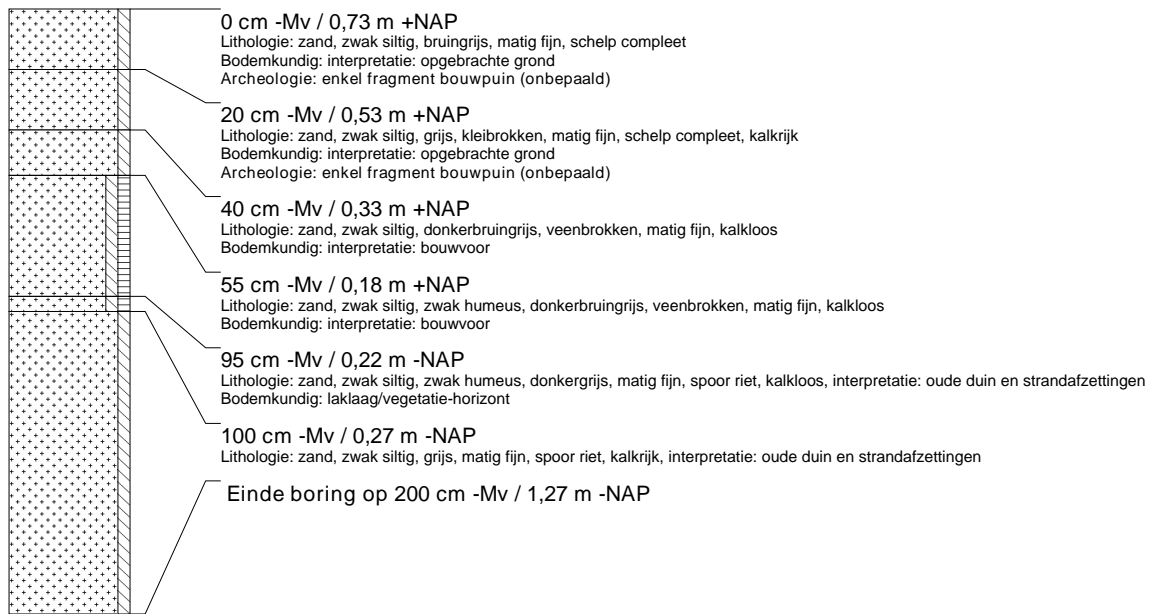 0 cm -Mv / 0,73 m +NAP
Lithologie: zand, zwak siltig, bruingrijs, matig fijn, schelp compleet
Bodemkundig: interpretatie: opgebrachte grond
Archeologie: enkel fragment bouwpuin (onbepaald)
20 cm -Mv / 0,53 m +NAP
Lithologie: zand, zwak siltig, grijs, kleibrokken, matig fijn, schelp compleet, kalkrijk
Bodemkundig: interpretatie: opgebrachte grond
Archeologie: enkel fragment bouwpuin (onbepaald)
40 cm -Mv / 0,33 m +NAP
Lithologie: zand, zwak siltig, donkerbruingrijs, veenbrokken, matig fijn, kalkloos
Bodemkundig: interpretatie: bouwvoor
55 cm -Mv / 0,18 m +NAP
Lithologie: zand, zwak siltig, zwak humeus, donkerbruingrijs, veenbrokken, matig fijn, kalkloos
Bodemkundig: interpretatie: bouwvoor
95 cm -Mv / 0,22 m -NAP
Lithologie: zand, zwak siltig, zwak humeus, donkergrijs, matig fijn, spoor riet, kalkloos, interpretatie: oude duin en strandafzettingen
Bodemkundig: laklaag/vegetatie-horizont
100 cm -Mv / 0,27 m -NAP
Lithologie: zand, zwak siltig, grijs, matig fijn, spoor riet, kalkrijk, interpretatie: oude duin en strandafzettingen
Einde boring op 200 cm -Mv / 1,27 m -NAP